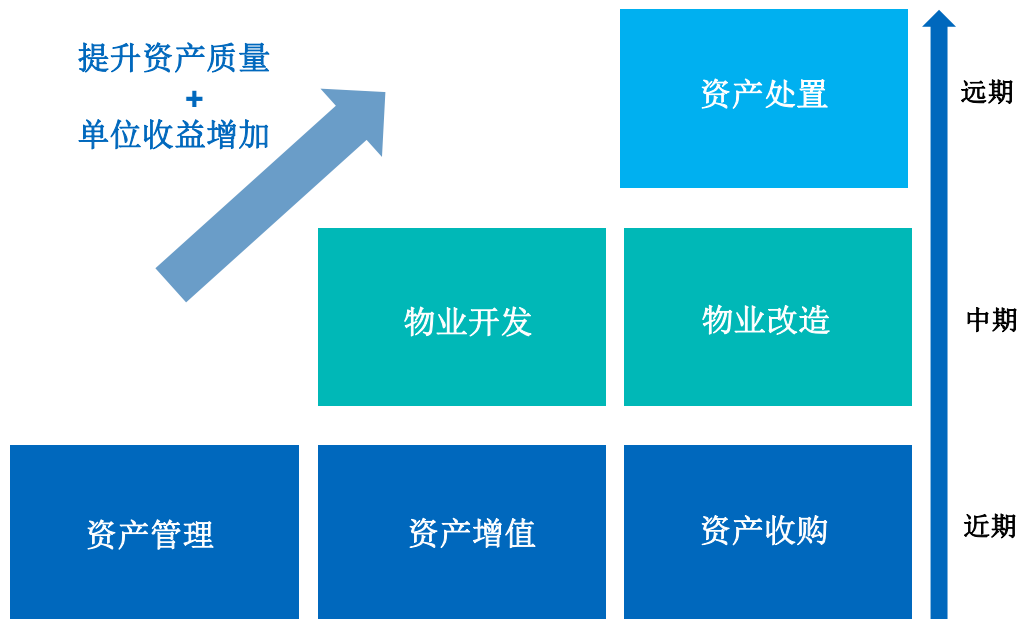 提升资产质量
+
单位收益增加
资产处置
远期
物业开发
物业改造
中期
资产管理
资产增值
资产收购
近期